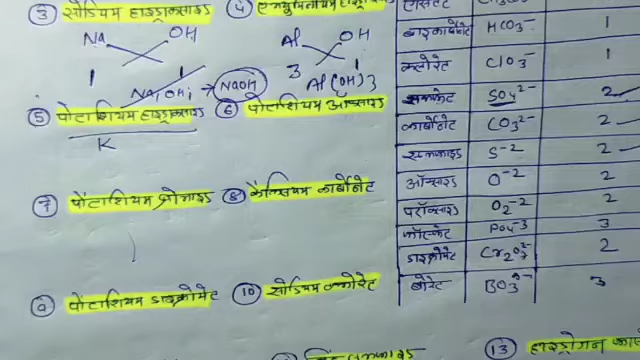 ③ सोडियम हाइड्रोक्साइड
Na OH
1 1
Na₁OH₁ → NaOH
④
Al OH
3 1
Al(OH)3
⑤ पोटाशियम हाइड्राक्साइड
K
⑥ पोटाशियम ऑक्साइड
⑦ पोटाशियम ब्रोमाइड
⑧ कैल्सियम कार्बोनेट
⑨ पोटाशियम डाइक्रोमेट
⑩ सोडियम क्लोरेट
⑬ हाइड्रोजन
बाइकार्बोनेट HCO₃⁻ 1
क्लोरेट ClO₃⁻ 1
सल्फेट SO₄²⁻ 2
कार्बोनेट CO₃²⁻ 2
सल्फाइड S⁻² 2
ऑक्साइड O⁻² 2
परॉक्साइड O₂⁻² 2
फॉस्फेट PO₄⁻³ 3
डाइक्रोमेट Cr₂O₇²⁻ 2
बोरेट BO₃³⁻ 3